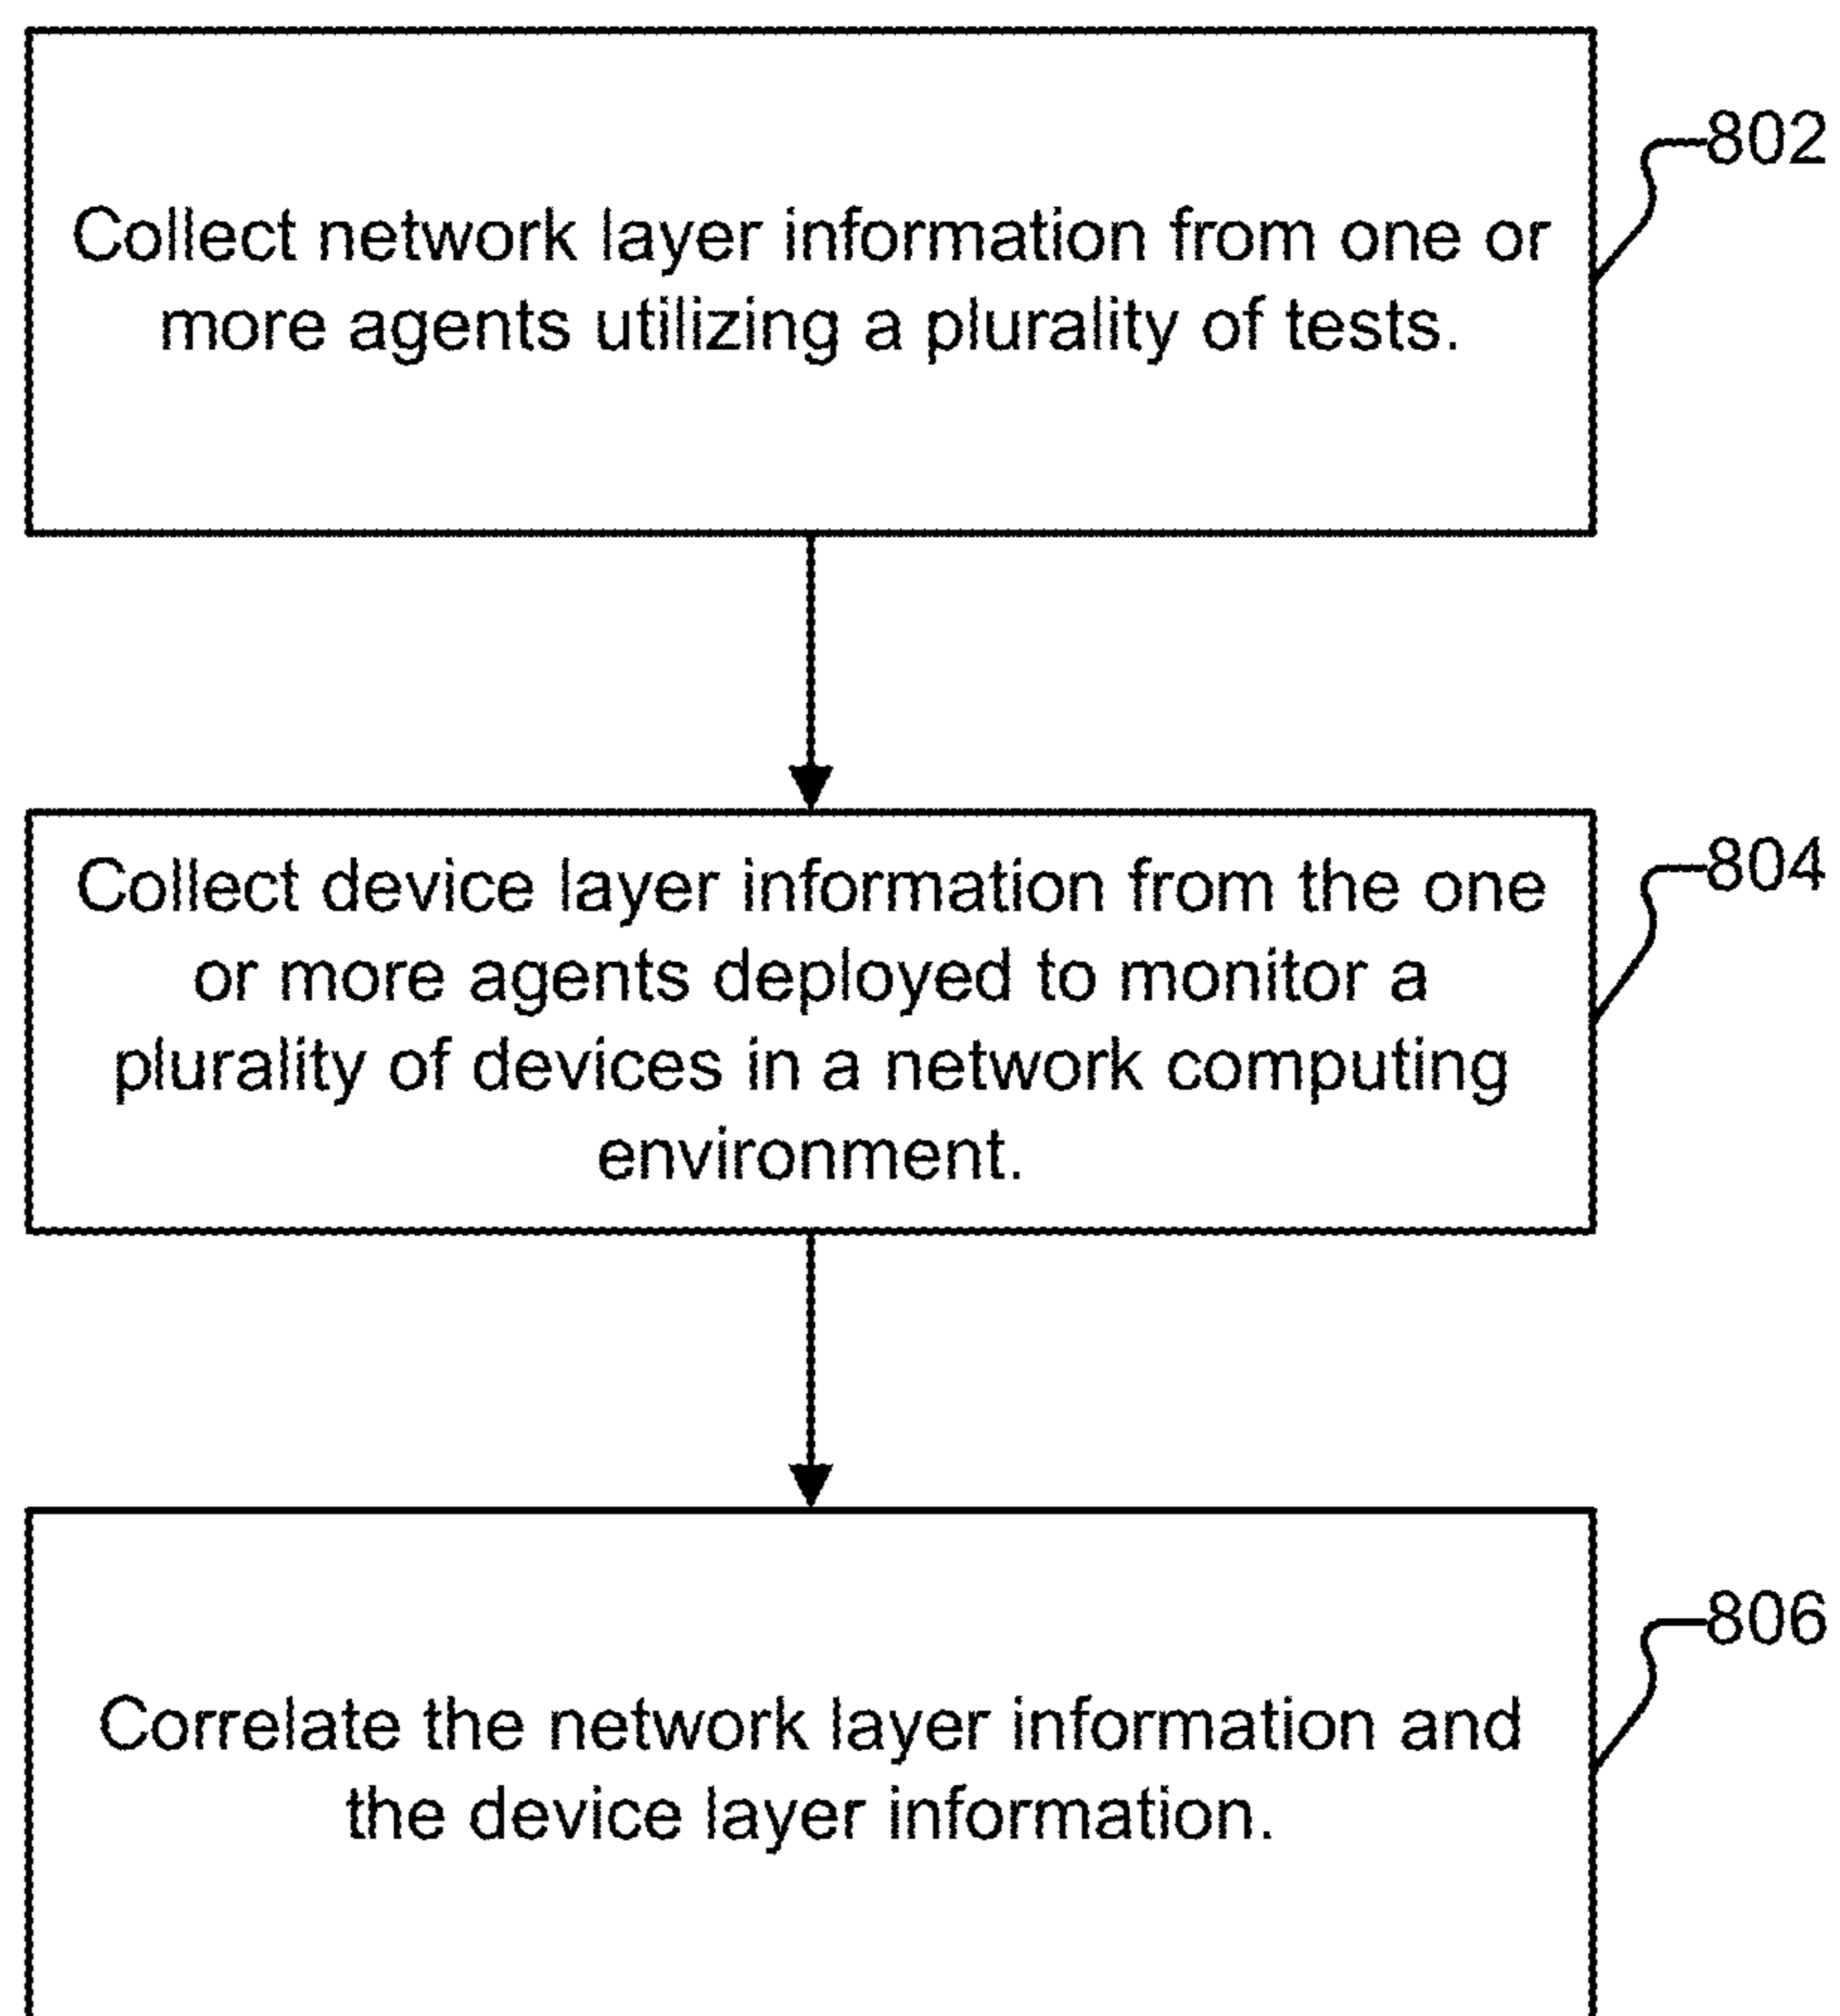 802
Collect network layer information from one or
more agents utilizing a plurality of tests.
804
Collect device layer information from the one
or more agents deployed to monitor a
plurality of devices in a network computing
environment.
806
Correlate the network layer information and
the device layer information.